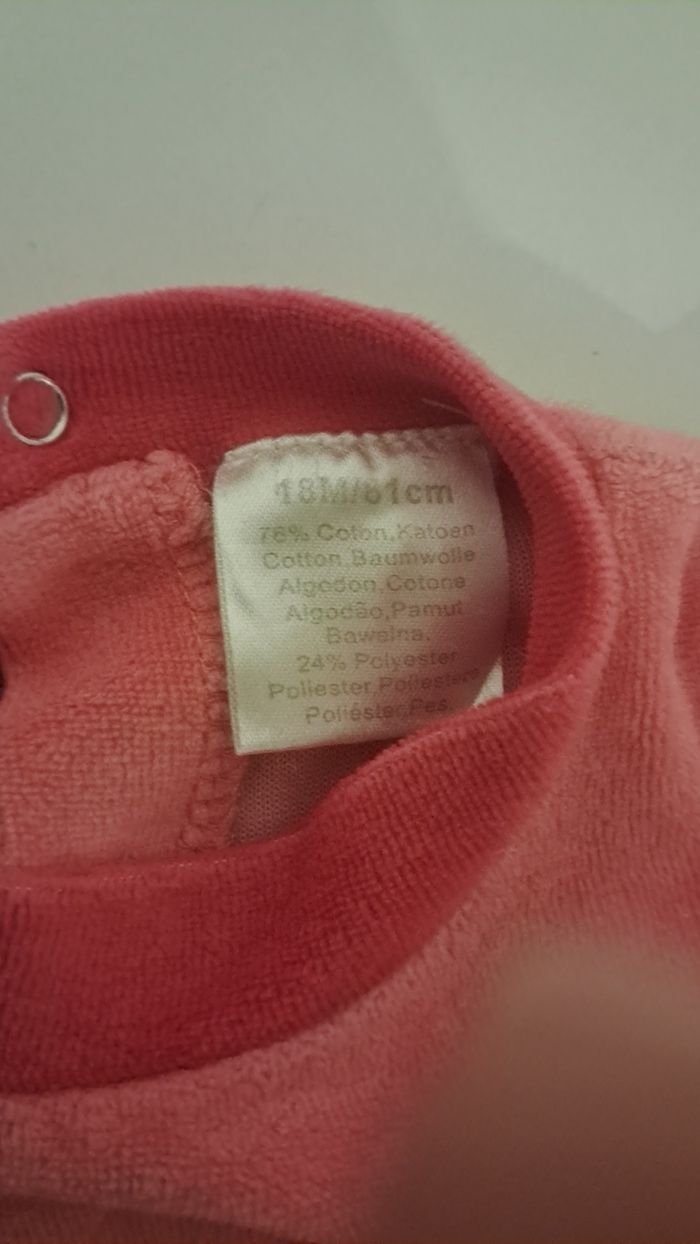 18M/81cm
76% Coton,Katoen
Cotton,Baumwolle
Algodon,Cotone
Algodão,Pamut
Bawelna.
24% Polyester
Poliester,Poliestere
Poliéster,Pes.